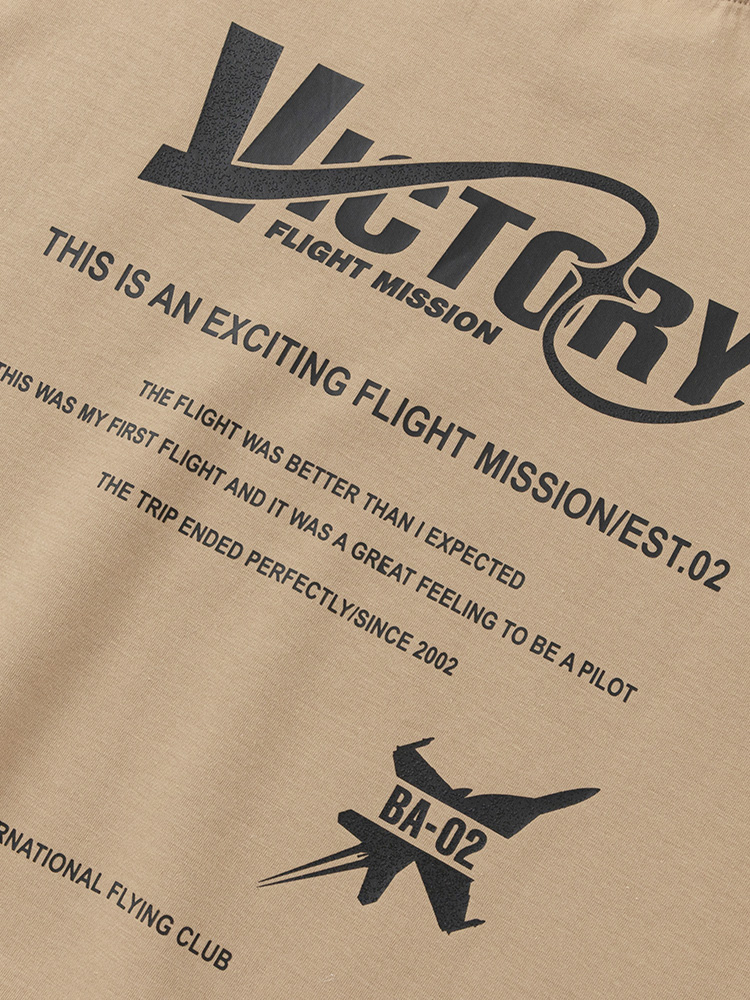 VICTORY
FLIGHT MISSION
THIS IS AN EXCITING FLIGHT MISSION/EST.02
THE FLIGHT WAS BETTER THAN I EXPECTED
THIS WAS MY FIRST FLIGHT AND IT WAS A GREAT FEELING TO BE A PILOT
THE TRIP ENDED PERFECTLY/SINCE 2002
BA-02
RNATIONAL FLYING CLUB